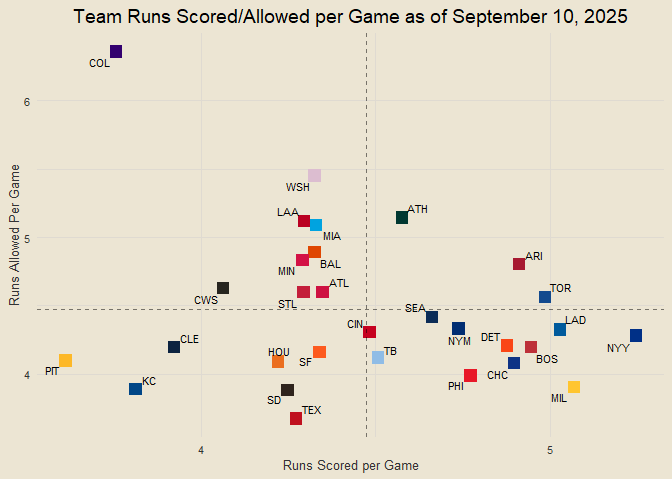 Team Runs Scored/Allowed per Game as of September 10, 2025
COL
6
WSH
LAA
MIA
ATH
5
BAL
MIN
ARI
ATL
STL
CWS
TOR
SEA
CIN
LAD
NYM
NYY
CLE
HOU
SF
TB
DET
BOS
4
PIT
KC
CHC
PHI
SD
TEX
MIL
4
5
Runs Scored per Game
Runs Allowed Per Game